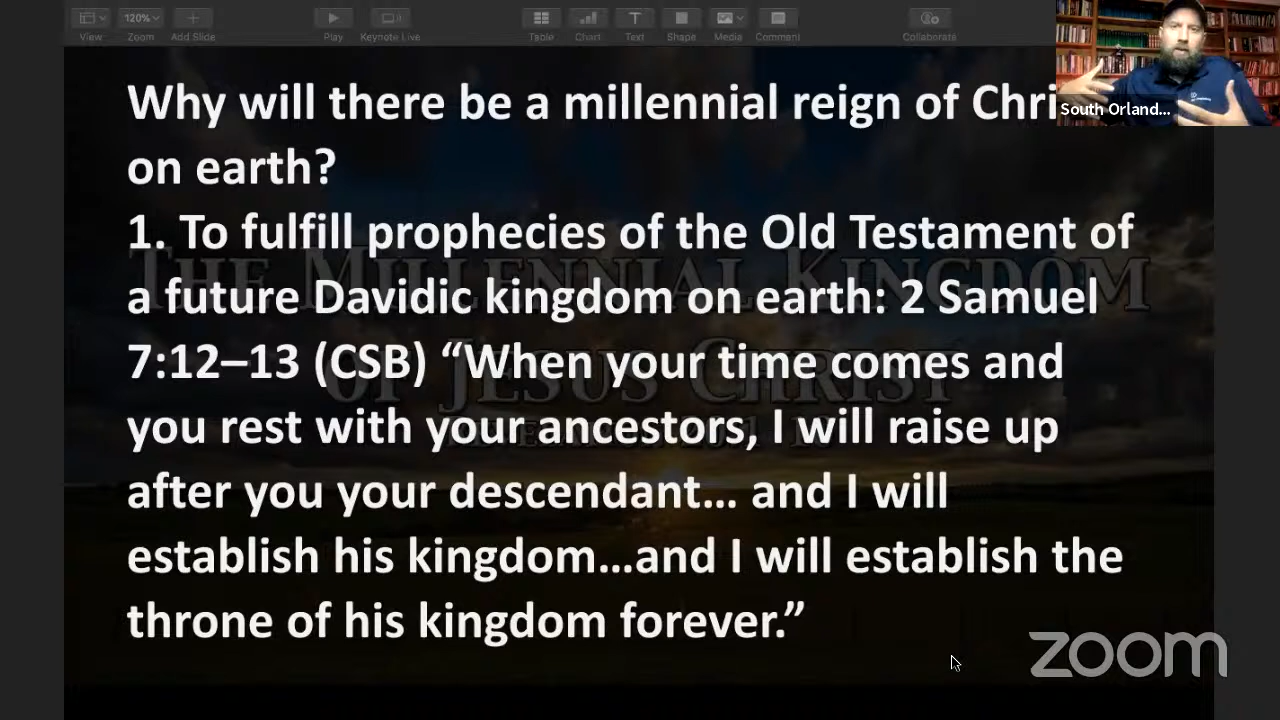 View
120%
Zoom
Add Slide
Play
Keynote Live
Table
Chart
Text
Shape
Media
Comment
Collaborate
South Orland...
Why will there be a millennial reign of Chri
on earth?
1. To fulfill prophecies of the Old Testament of
a future Davidic kingdom on earth: 2 Samuel
7:12–13 (CSB) “When your time comes and
you rest with your ancestors, I will raise up
after you your descendant… and I will
establish his kingdom…and I will establish the
throne of his kingdom forever.”
The Millennial Kingdom
of Jesus Christ
zoom